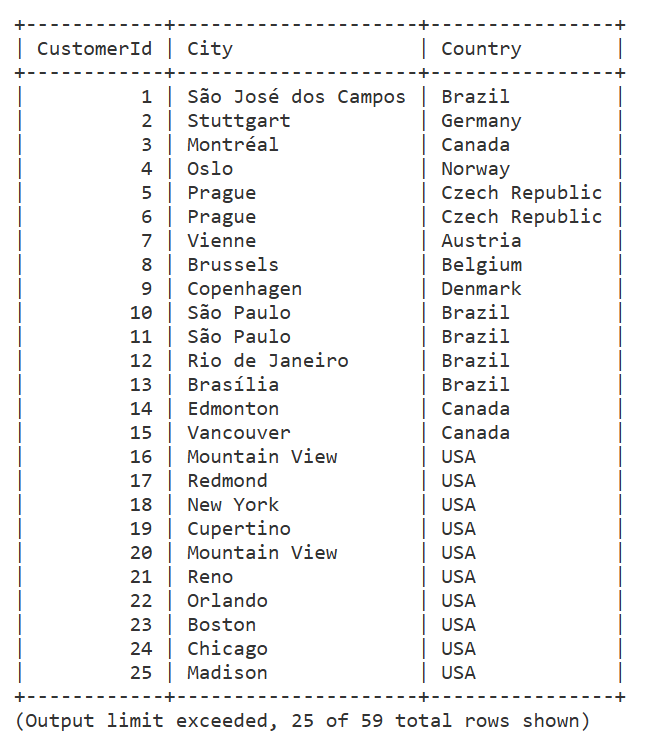 +------------+---------------------+----------------+
| CustomerId | City                | Country        |
+------------+---------------------+----------------+
|          1 | São José dos Campos | Brazil         |
|          2 | Stuttgart           | Germany        |
|          3 | Montréal            | Canada         |
|          4 | Oslo                | Norway         |
|          5 | Prague              | Czech Republic |
|          6 | Prague              | Czech Republic |
|          7 | Vienne              | Austria        |
|          8 | Brussels            | Belgium        |
|          9 | Copenhagen          | Denmark        |
|         10 | São Paulo           | Brazil         |
|         11 | São Paulo           | Brazil         |
|         12 | Rio de Janeiro      | Brazil         |
|         13 | Brasília            | Brazil         |
|         14 | Edmonton            | Canada         |
|         15 | Vancouver           | Canada         |
|         16 | Mountain View       | USA            |
|         17 | Redmond             | USA            |
|         18 | New York            | USA            |
|         19 | Cupertino           | USA            |
|         20 | Mountain View       | USA            |
|         21 | Reno                | USA            |
|         22 | Orlando             | USA            |
|         23 | Boston              | USA            |
|         24 | Chicago             | USA            |
|         25 | Madison             | USA            |
+------------+---------------------+----------------+
(Output limit exceeded, 25 of 59 total rows shown)